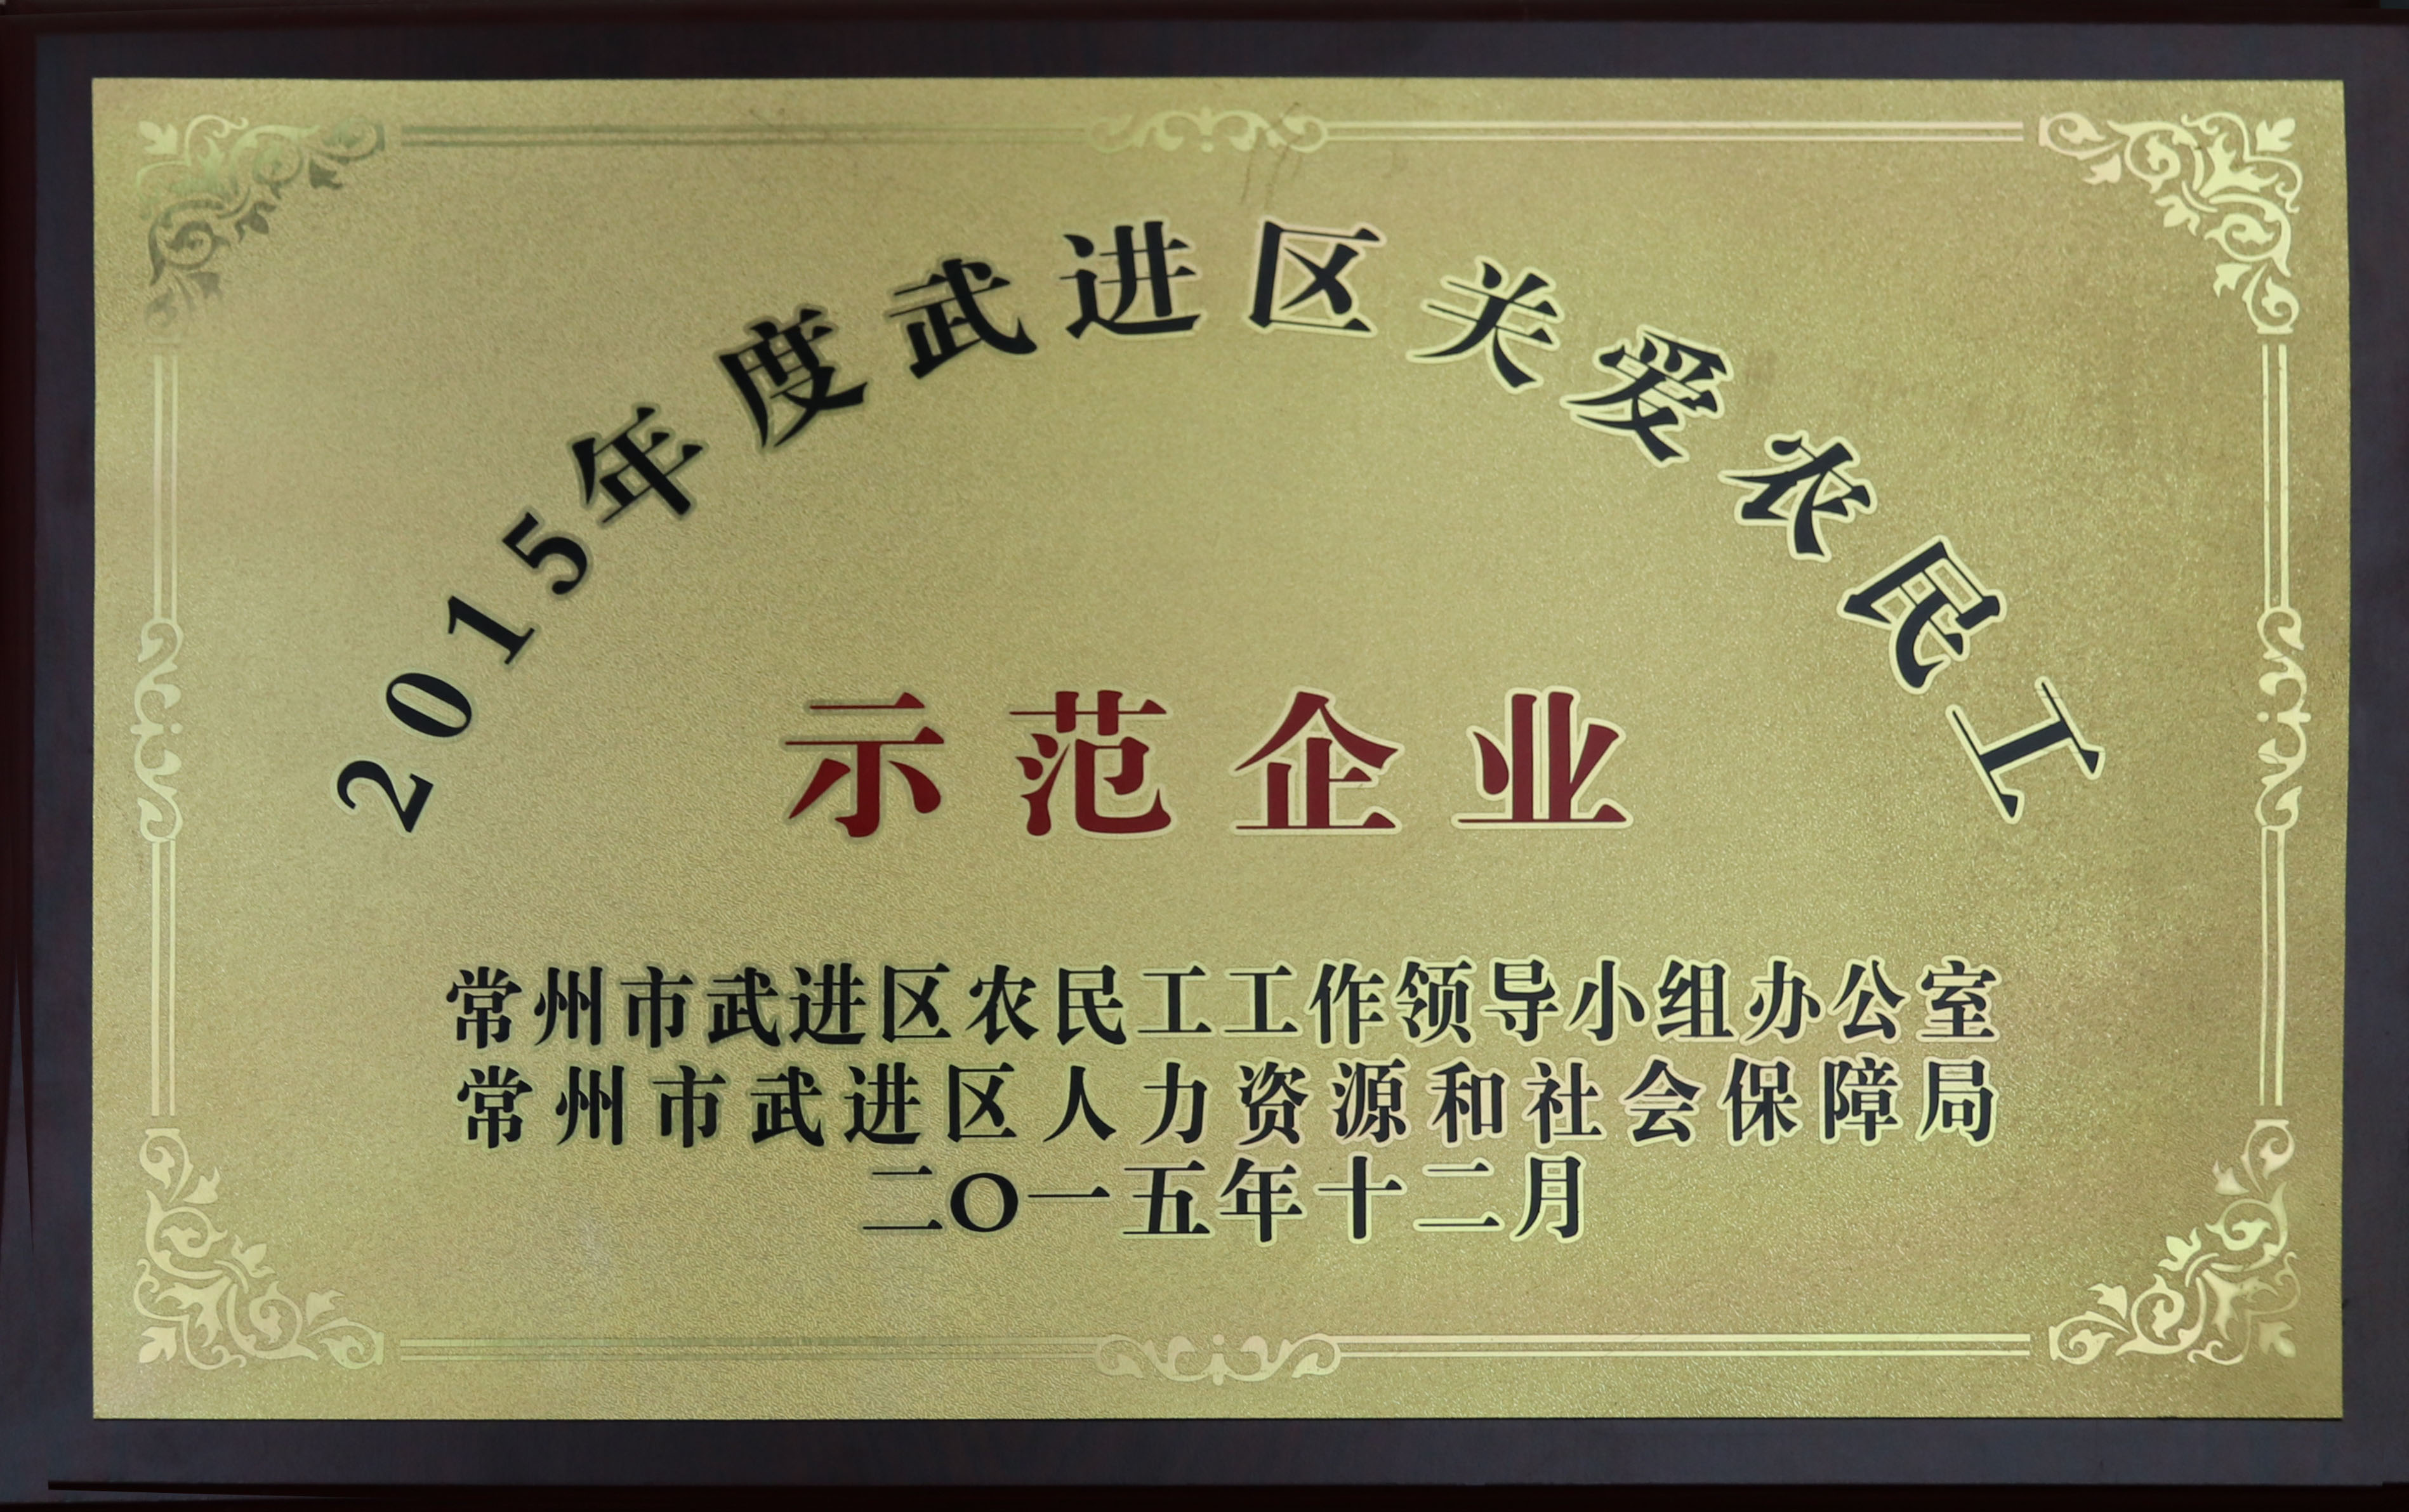 2015年度武进区关爱农民工
示范企业
常州市武进区农民工工作领导小组办公室
常州市武进区人力资源和社会保障局
二〇一五年十二月